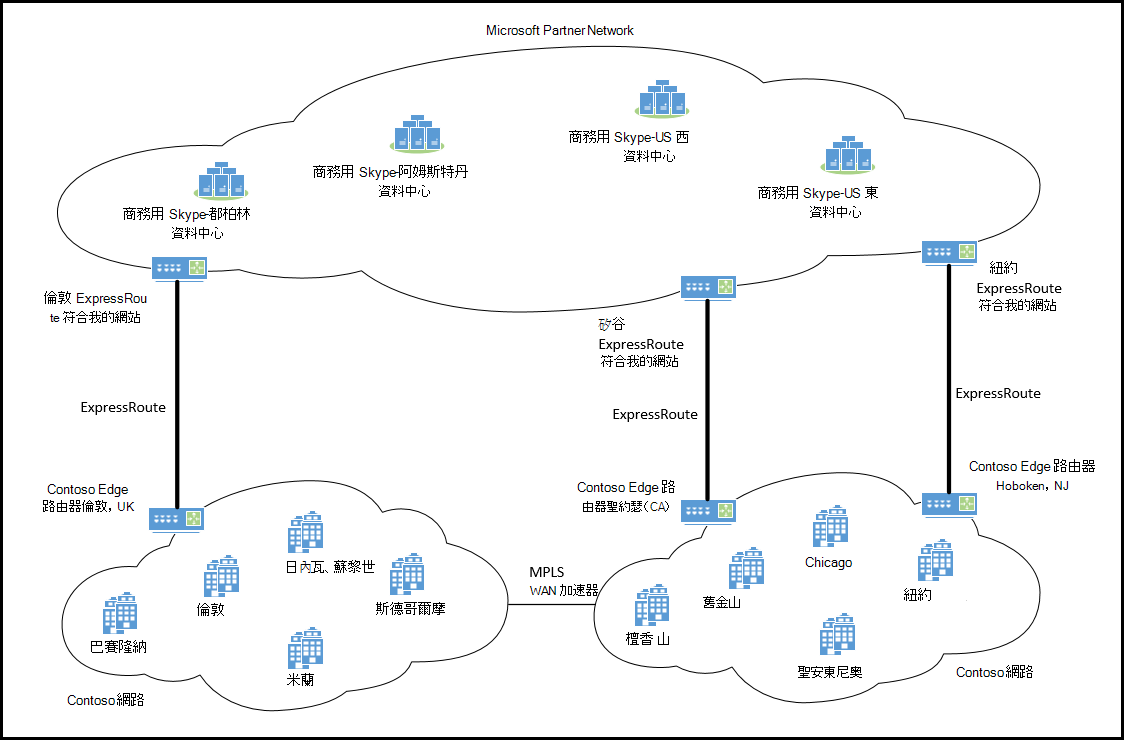 Microsoft Partner Network
商務用 Skype-US 西
資料中心
商務用 Skype-阿姆斯特丹
資料中心
商務用 Skype-US 東
資料中心
商務用 Skype-都柏林
資料中心
倫敦 ExpressRou
te 符合我的網站
矽谷
ExpressRoute
符合我的網站
紐約
ExpressRoute
符合我的網站
ExpressRoute
ExpressRoute
ExpressRoute
Contoso Edge
路由器倫敦, UK
Contoso Edge 路
由器聖約瑟(CA)
Contoso Edge 路由器
Hoboken, NJ
日內瓦、蘇黎世
倫敦
斯德哥爾摩
巴賽隆納
米蘭
Contoso網路
MPLS
WAN 加速器
Chicago
舊金山
紐約
檀香 山
聖安東尼奧
Contoso網路